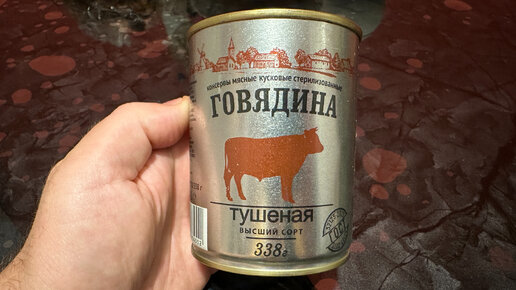 консервы мясные кусковые стерилизованные
ГОВЯДИНА
тушеная
ВЫСШИЙ СОРТ
338г